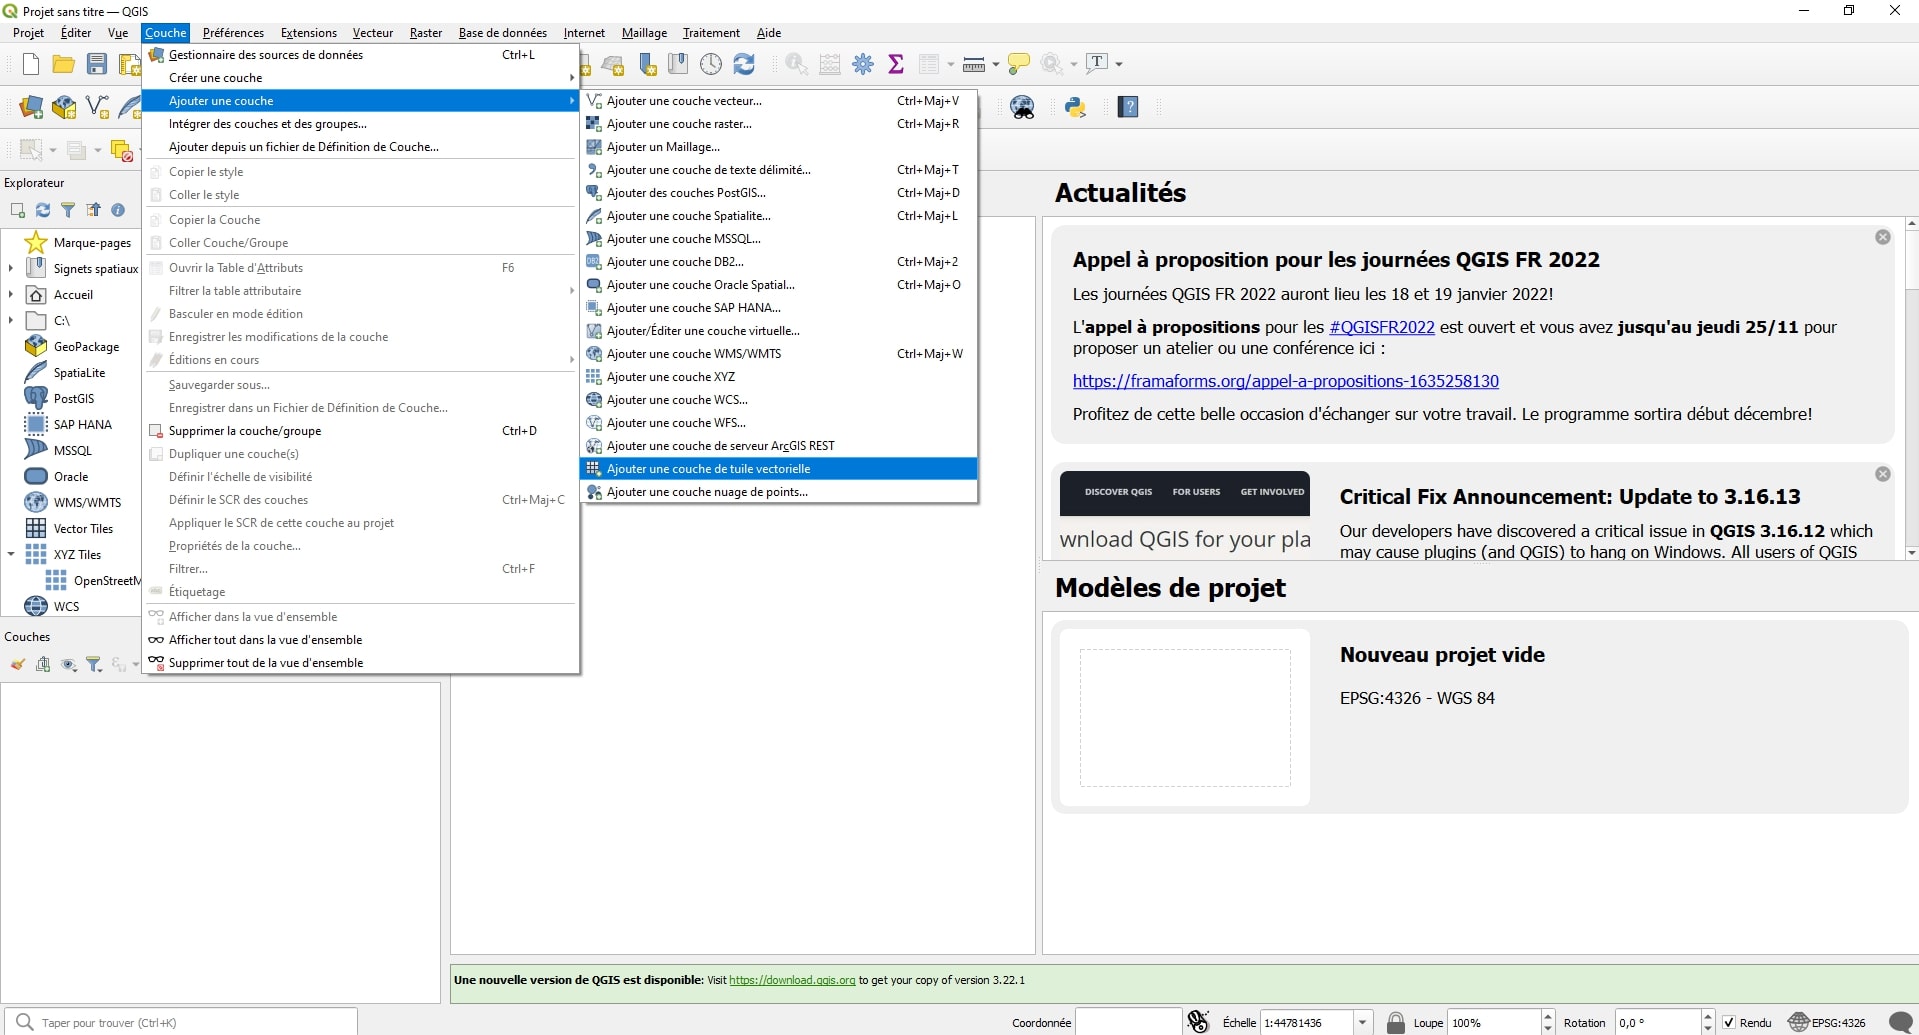 Projet sans titre — QGIS
Projet Éditer Vue Couche Préférences Extensions Vecteur Raster Base de données Internet Maillage Traitement Aide
Gestionnaire des sources de données Ctrl+L
Créer une couche
Ajouter une couche
Intégrer des couches et des groupes...
Ajouter depuis un fichier de Définition de Couche...
Copier le style
Coller le style
Copier la Couche
Coller Couche/Groupe
Ouvrir la Table d'Attributs F6
Filtrer la table attributaire
Basculer en mode édition
Enregistrer les modifications de la couche
Éditions en cours
Sauvegarder sous...
Enregistrer dans un Fichier de Définition de Couche...
Supprimer la couche/groupe Ctrl+D
Dupliquer une couche(s)
Définir l'échelle de visibilité
Définir le SCR des couches Ctrl+Maj+C
Appliquer le SCR de cette couche au projet
Propriétés de la couche...
Filtrer... Ctrl+F
Étiquetage
Afficher dans la vue d'ensemble
Afficher tout dans la vue d'ensemble
Supprimer tout de la vue d'ensemble
Ajouter une couche vecteur... Ctrl+Maj+V
Ajouter une couche raster... Ctrl+Maj+R
Ajouter un Maillage...
Ajouter une couche de texte délimité... Ctrl+Maj+T
Ajouter des couches PostGIS... Ctrl+Maj+D
Ajouter une couche Spatialite... Ctrl+Maj+L
Ajouter une couche MSSQL...
Ajouter une couche DB2... Ctrl+Maj+2
Ajouter une couche Oracle Spatial... Ctrl+Maj+O
Ajouter une couche SAP HANA...
Ajouter/Éditer une couche virtuelle...
Ajouter une couche WMS/WMTS Ctrl+Maj+W
Ajouter une couche XYZ
Ajouter une couche WCS...
Ajouter une couche WFS...
Ajouter une couche de serveur ArcGIS REST
Ajouter une couche de tuile vectorielle
Ajouter une couche nuage de points...
Explorateur
Marque-pages
Signets spatiaux
Accueil
C:\
GeoPackage
SpatiaLite
PostGIS
SAP HANA
MSSQL
Oracle
WMS/WMTS
Vector Tiles
XYZ Tiles
OpenStreetM
WCS
Couches
Actualités
Appel à proposition pour les journées QGIS FR 2022
Les journées QGIS FR 2022 auront lieu les 18 et 19 janvier 2022!
L'appel à propositions pour les #QGISFR2022 est ouvert et vous avez jusqu'au jeudi 25/11 pour
proposer un atelier ou une conférence ici :
https://framaforms.org/appel-a-propositions-1635258130
Profitez de cette belle occasion d'échanger sur votre travail. Le programme sortira début décembre!
DISCOVER QGIS FOR USERS GET INVOLVED
wnload QGIS for your pla
Critical Fix Announcement: Update to 3.16.13
Our developers have discovered a critical issue in QGIS 3.16.12 which
may cause plugins (and QGIS) to hang on Windows. All users of QGIS
Modèles de projet
Nouveau projet vide
EPSG:4326 - WGS 84
Une nouvelle version de QGIS est disponible: Visit https://download.qgis.org to get your copy of version 3.22.1
Taper pour trouver (Ctrl+K)
Coordonnée
Échelle 1:44781436
Loupe 100%
Rotation 0,0 °
Rendu
EPSG:4326